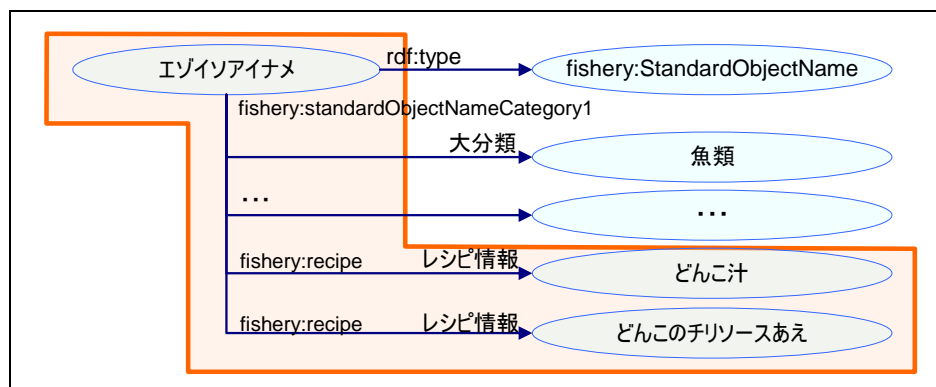 エゾイソアイナメ rdf:type fishery:StandardObjectName
fishery:standardObjectNameCategory1
大分類 魚類
・・・ ・・・
fishery:recipe レシピ情報 どんこ汁
fishery:recipe レシピ情報 どんこのチリソースあえ